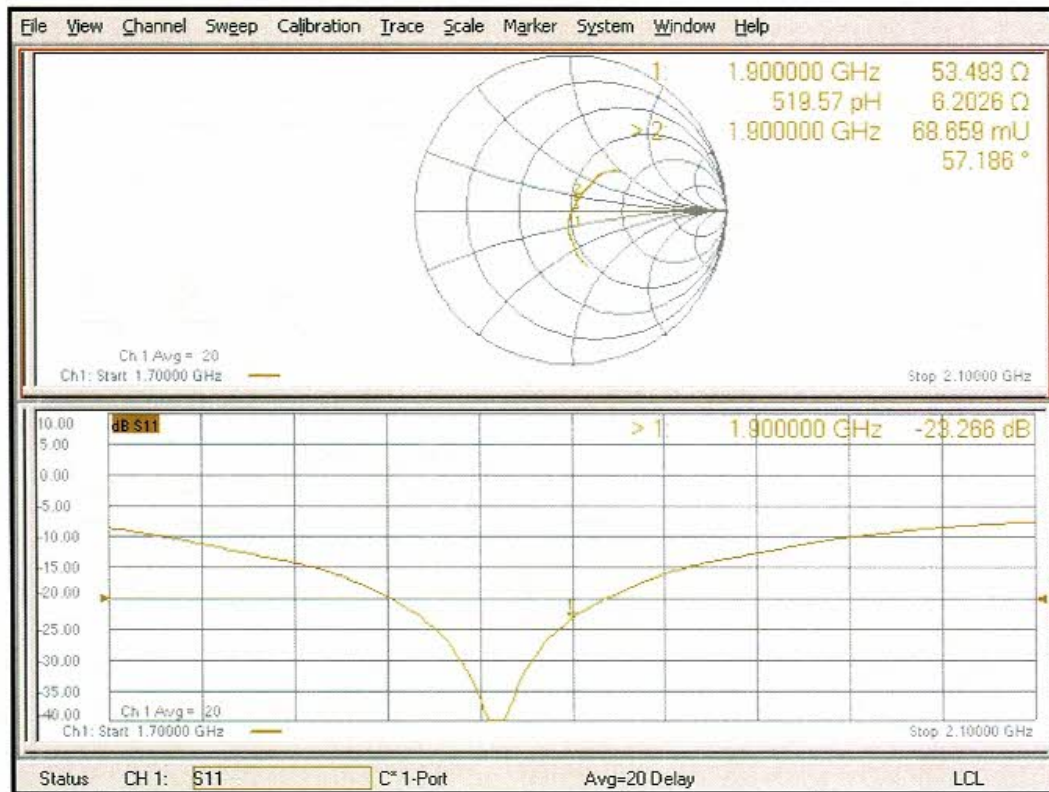 File View Channel Sweep Calibration Trace Scale Marker System Window Help
1: 1.900000 GHz 53.493 Ω
519.57 pH 6.2026 Ω
> 2: 1.900000 GHz 68.659 mU
57.186 °
2
1
Ch 1 Avg = 20
Ch1: Start 1.70000 GHz
Stop 2.10000 GHz
10.00
dB S11
> 1: 1.900000 GHz -23.266 dB
5.00
0.00
-5.00
-10.00
-15.00
-20.00
1
-25.00
-30.00
-35.00
-40.00
Ch 1 Avg = 20
Ch1: Start 1.70000 GHz
Stop 2.10000 GHz
Status CH 1: S11 C* 1-Port Avg=20 Delay LCL